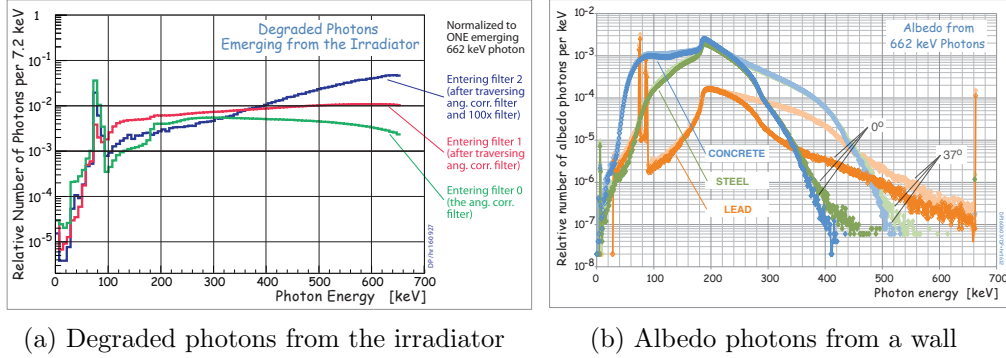 Degraded Photons
Emerging from the Irradiator
Normalized to
ONE emerging
662 keV photon
Entering filter 2
(after traversing
ang. corr. filter
and 100x filter)
Entering filter 1
(after traversing
ang. corr. filter)
Entering filter 0
(the ang. corr.
filter)
Relative Number of Photons per 7.2 keV
1
10-1
10-2
10-3
10-4
10-5
0 100 200 300 400 500 600 700
Photon Energy [keV]
(a) Degraded photons from the irradiator
Albedo from
662 keV Photons
Relative number of albedo photons per keV
10-2
10-3
10-4
10-5
10-6
10-7
10-8
CONCRETE
STEEL
LEAD
0º
37º
0 100 200 300 400 500 600 700
Photon energy [keV]
(b) Albedo photons from a wall